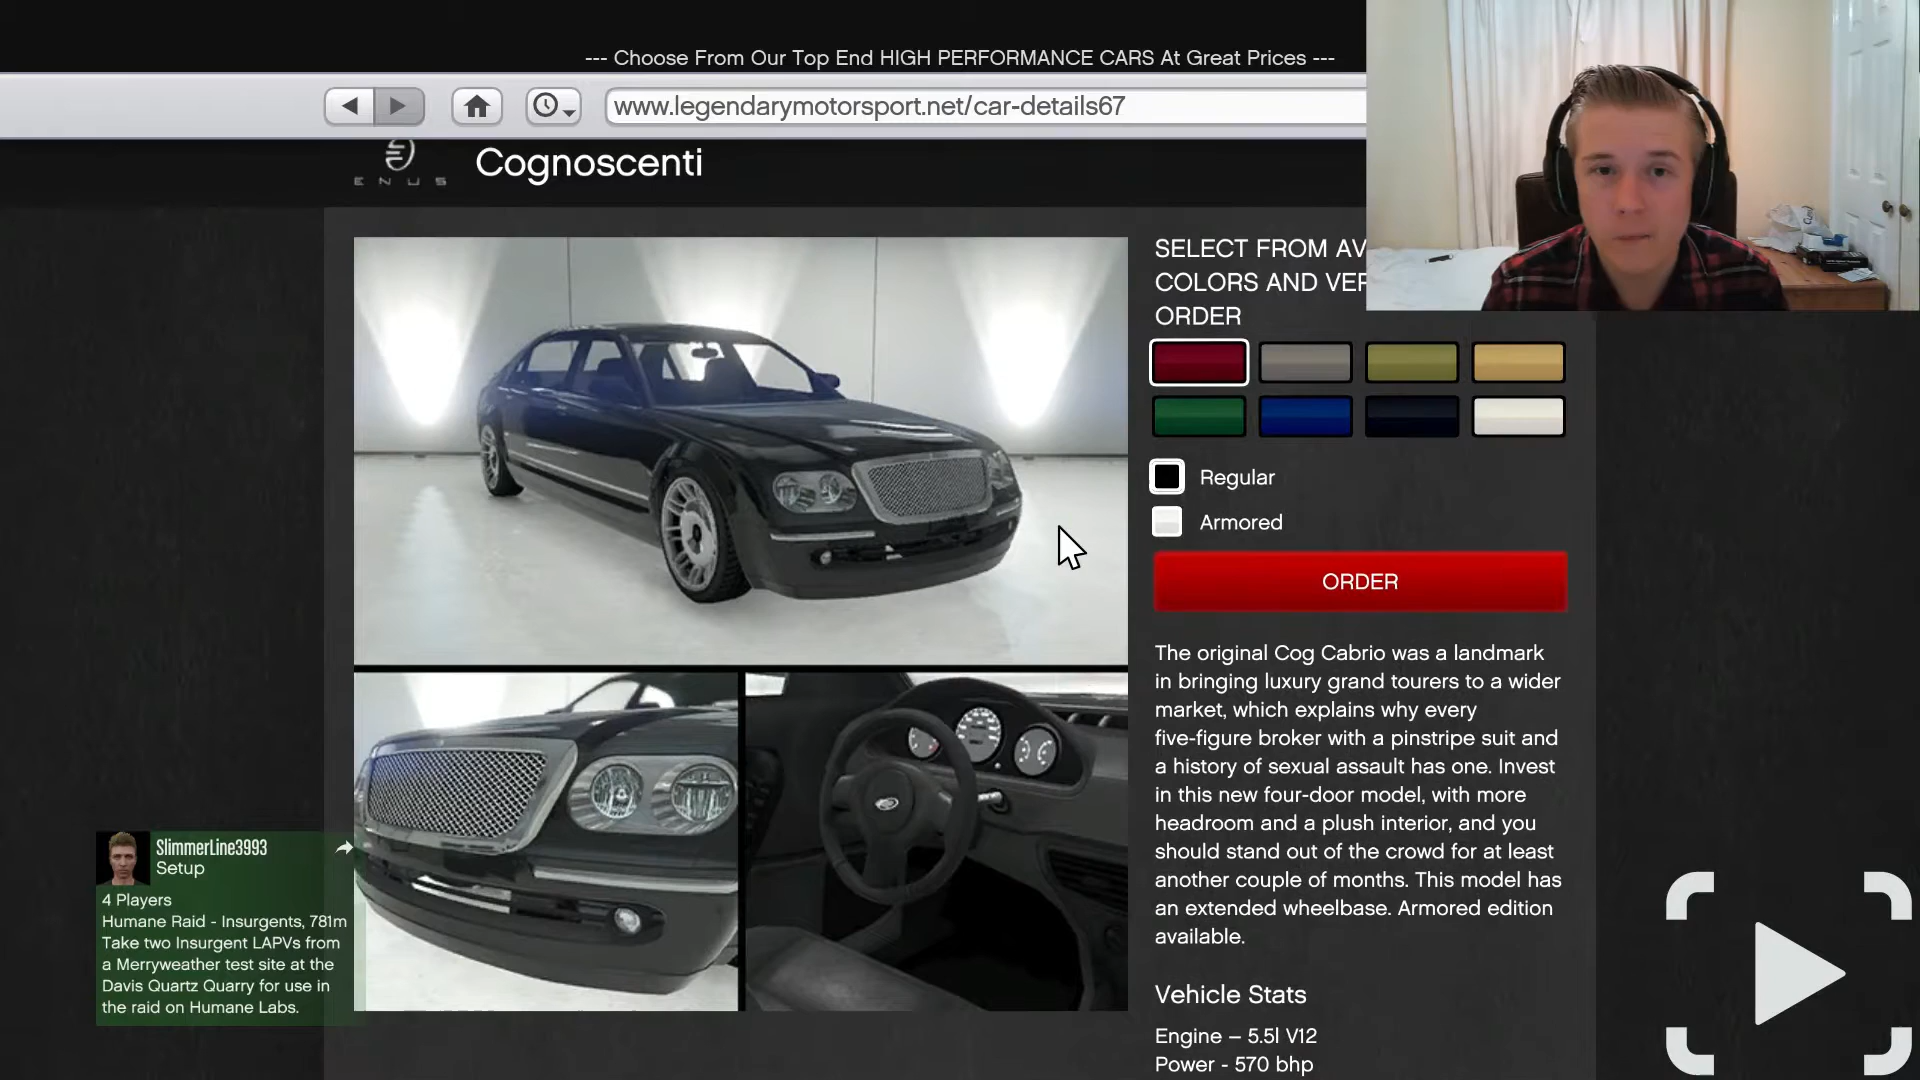 --- Choose From Our Top End HIGH PERFORMANCE CARS At Great Prices ---
www.legendarymotorsport.net/car-details67
ENUS
Cognoscenti
SELECT FROM AV
COLORS AND VER
ORDER
Regular
Armored
ORDER
The original Cog Cabrio was a landmark
in bringing luxury grand tourers to a wider
market, which explains why every
five-figure broker with a pinstripe suit and
a history of sexual assault has one. Invest
in this new four-door model, with more
headroom and a plush interior, and you
should stand out of the crowd for at least
another couple of months. This model has
an extended wheelbase. Armored edition
available.
Vehicle Stats
Engine – 5.5l V12
Power - 570 bhp
SlimmerLine3993
Setup
4 Players
Humane Raid - Insurgents, 781m
Take two Insurgent LAPVs from
a Merryweather test site at the
Davis Quartz Quarry for use in
the raid on Humane Labs.